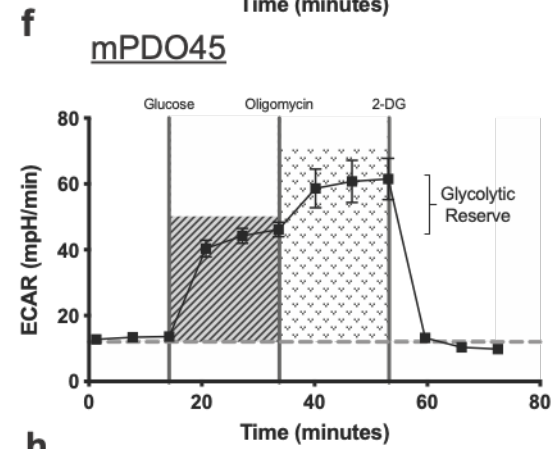 Time (minutes)
f
mPDO45
Glucose Oligomycin 2-DG
80
60
40
20
0
ECAR (mpH/min)
Glycolytic
Reserve
0 20 40 60 80
Time (minutes)